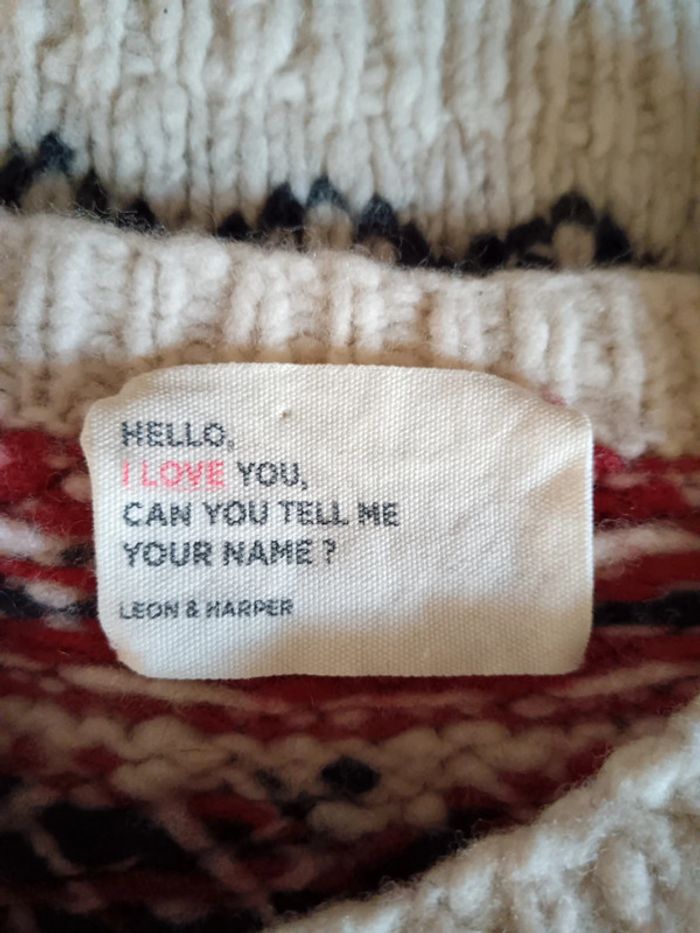 HELLO,
I LOVE YOU,
CAN YOU TELL ME
YOUR NAME ?
LEON & HARPER